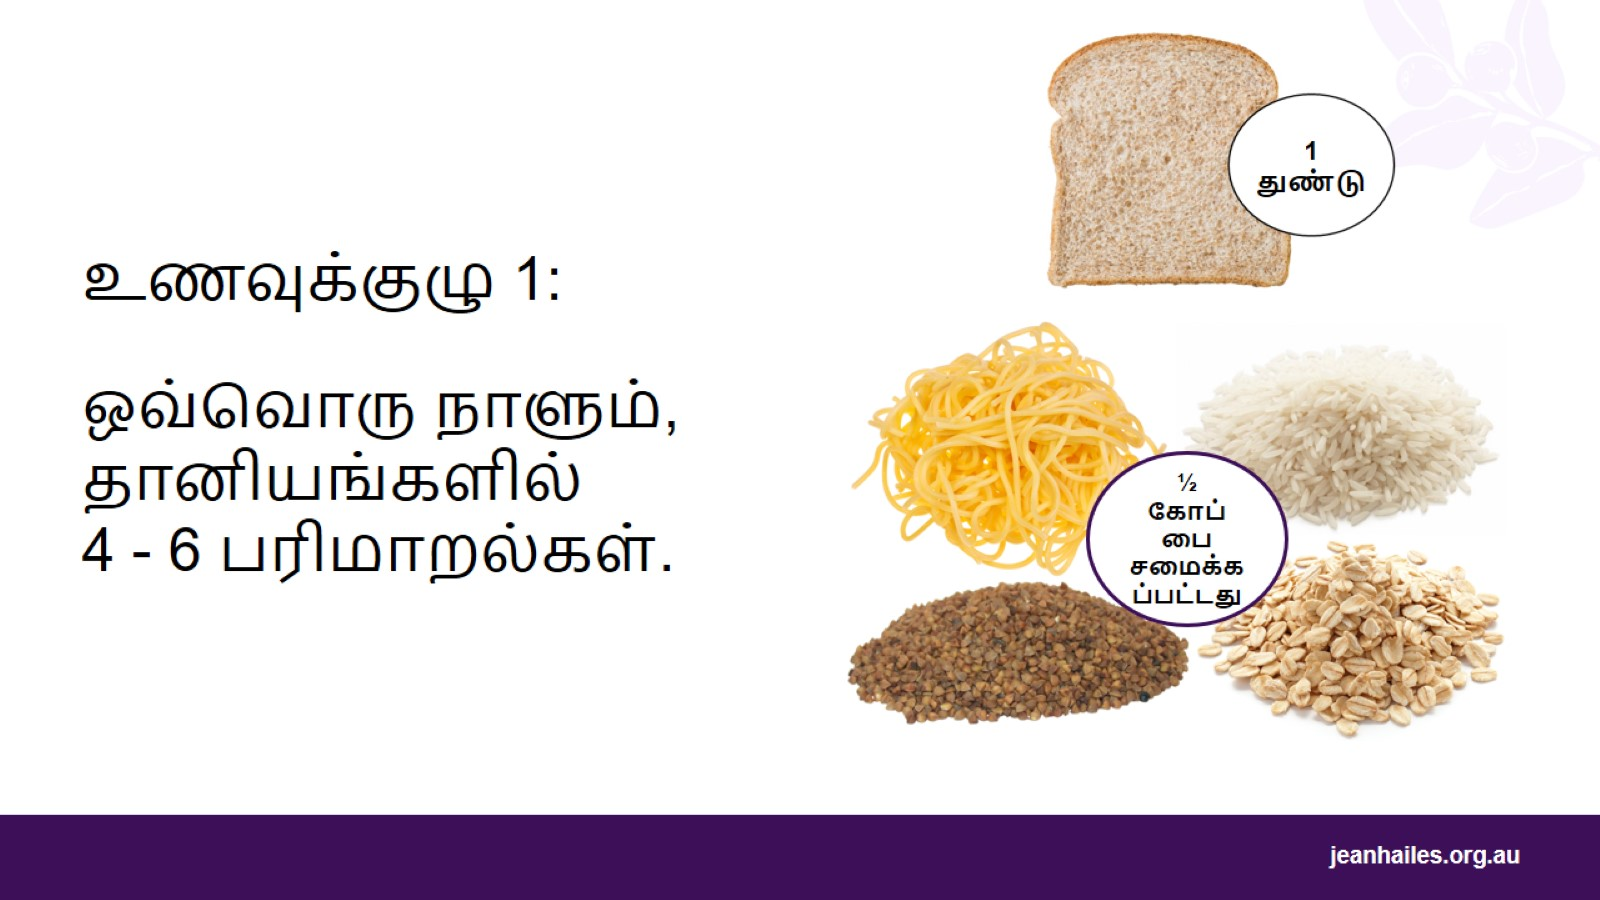 உணவுக்குழு 1:
ஒவ்வொரு நாளும்,
தானியங்களில்
4 - 6 பரிமாறல்கள்.
1
துண்டு
½
கோப்
பை
சமைக்க
ப்பட்டது
jeanhailes.org.au